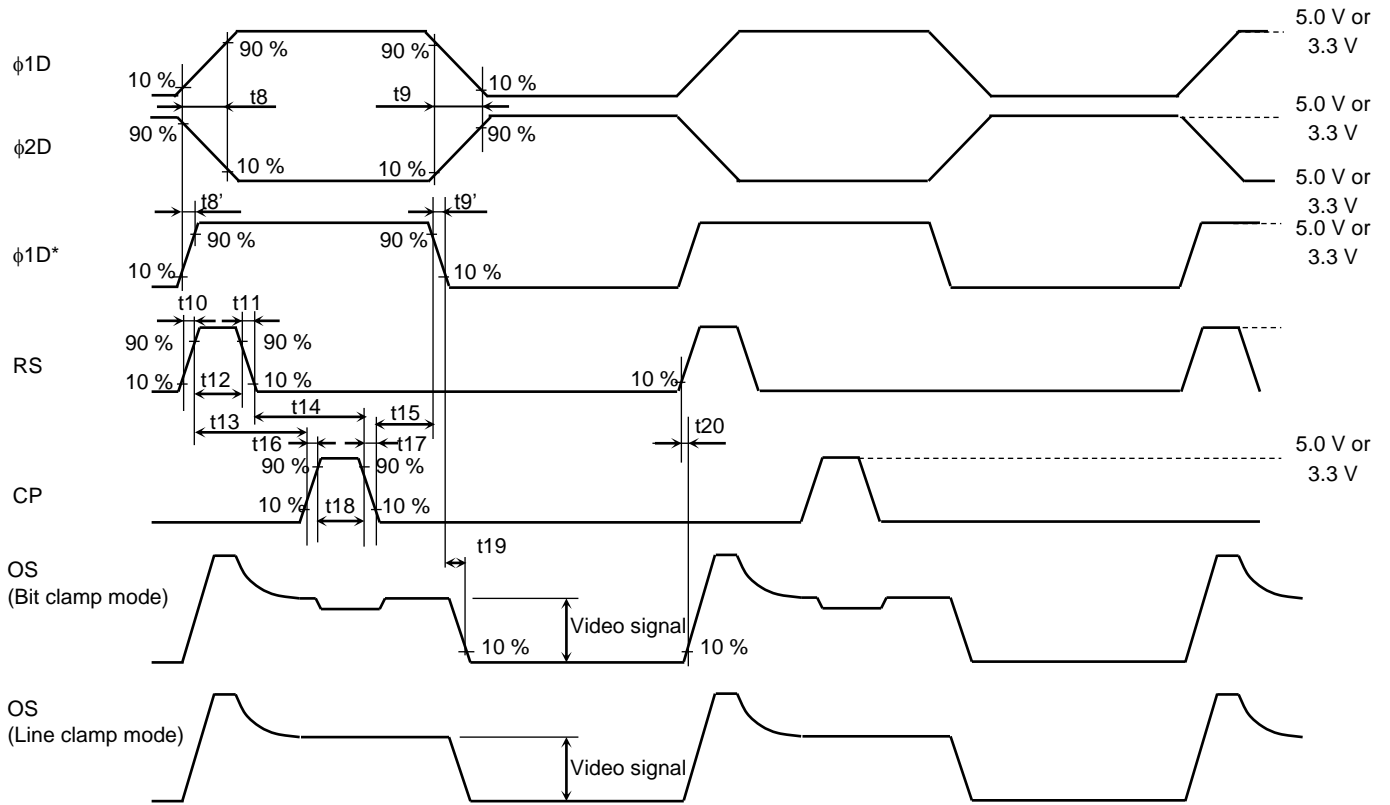 5.0 V or
3.3 V
φ1D
90 %
90 %
10 %
10 %
t8
t9
5.0 V or
3.3 V
90 %
90 %
φ2D
10 %
10 %
5.0 V or
3.3 V
t8’
t9’
5.0 V or
3.3 V
90 %
90 %
φ1D*
10 %
10 %
t10
t11
90 %
90 %
RS
10 %
t12
10 %
10 %
t14
t15
t13
t20
t16
t17
5.0 V or
3.3 V
90 %
90 %
CP
10 %
t18
10 %
t19
OS
(Bit clamp mode)
Video signal
10 %
10 %
OS
(Line clamp mode)
Video signal